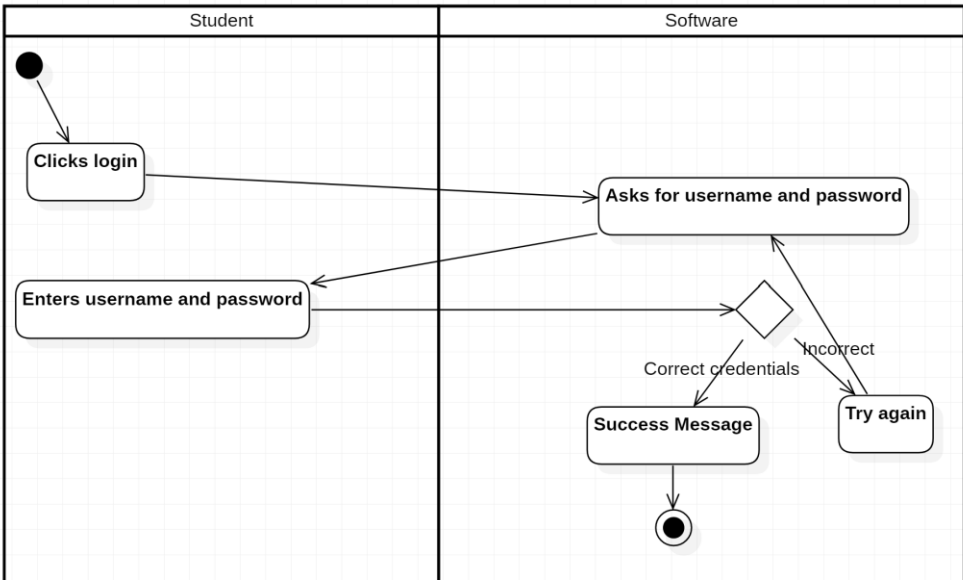 Student
Software
Clicks login
Asks for username and password
Enters username and password
Incorrect
Correct credentials
Try again
Success Message